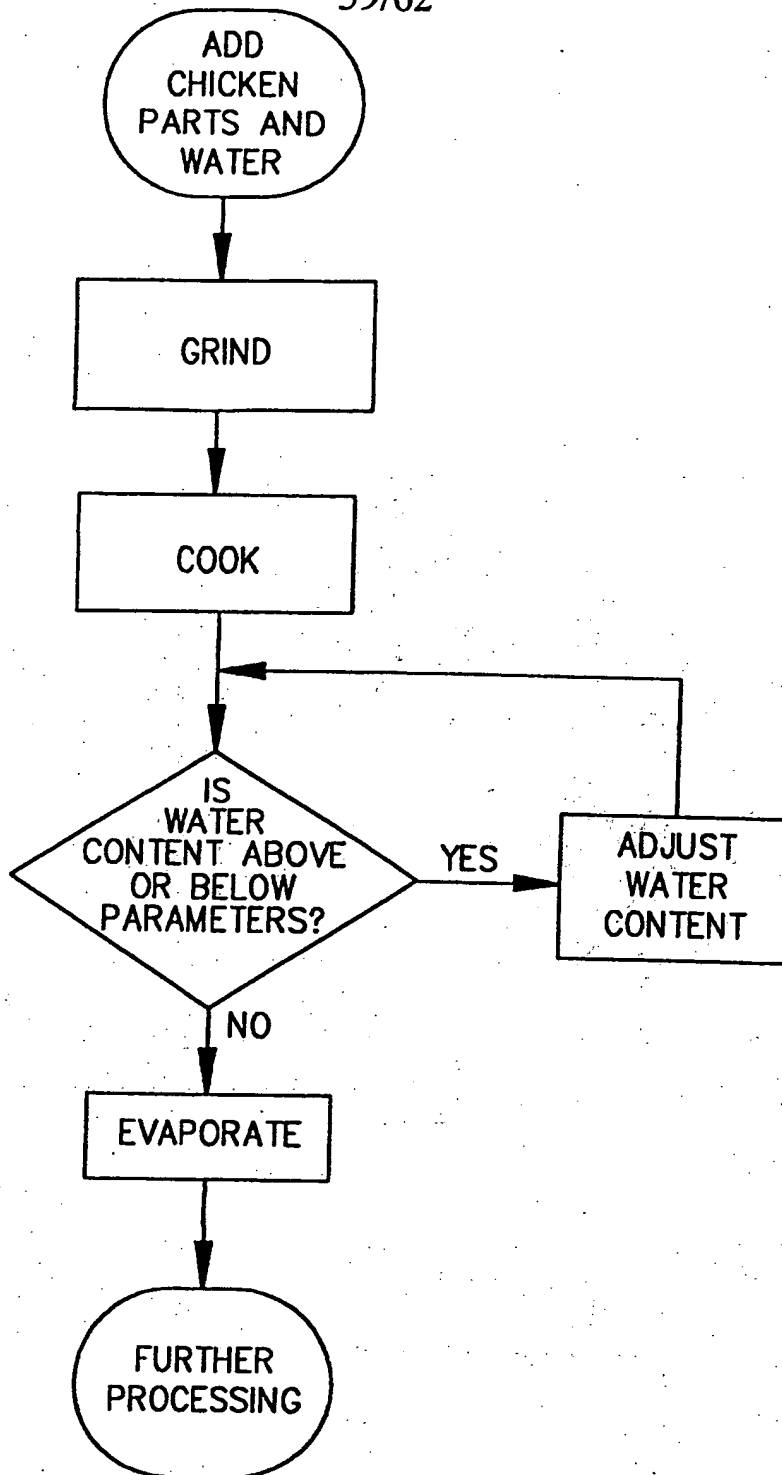 39/62
ADD
CHICKEN
PARTS AND
WATER
GRIND
COOK
IS
WATER
CONTENT ABOVE
OR BELOW
PARAMETERS?
YES
ADJUST
WATER
CONTENT
NO
EVAPORATE
FURTHER
PROCESSING